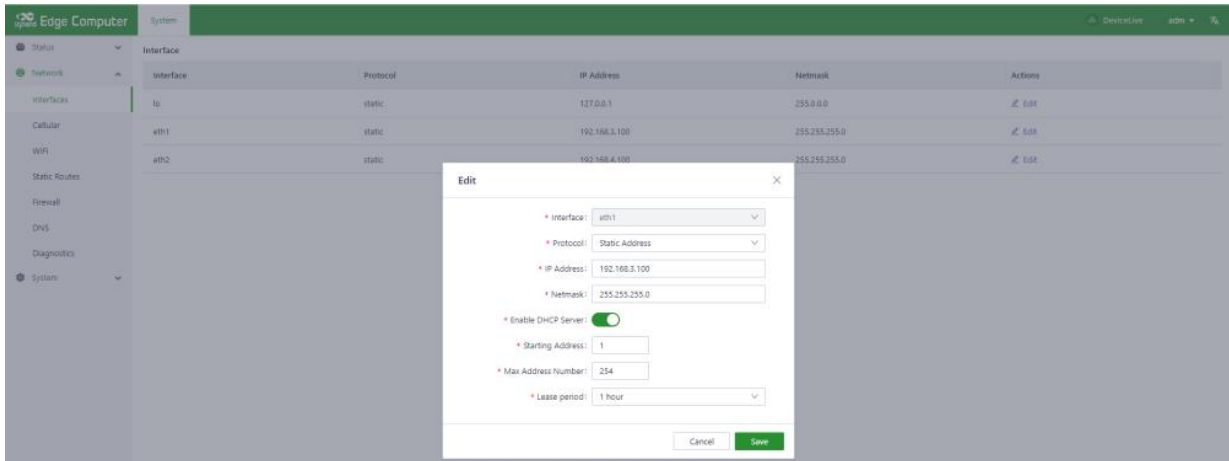 Edge Computer
System
DeviceLive
adm
Status
Network
Interfaces
Cellular
WiFi
Static Routes
Firewall
DNS
Diagnostics
System
Interface
Interface Protocol IP Address Netmask Actions
lo static 127.0.0.1 255.0.0.0 Edit
eth1 static 192.168.3.100 255.255.255.0 Edit
eth2 static 192.168.4.100 255.255.255.0 Edit
Edit
* Interface: eth1
* Protocol: Static Address
* IP Address: 192.168.3.100
* Netmask: 255.255.255.0
* Enable DHCP Server:
* Starting Address: 1
* Max Address Number: 254
* Lease period: 1 hour
Cancel Save